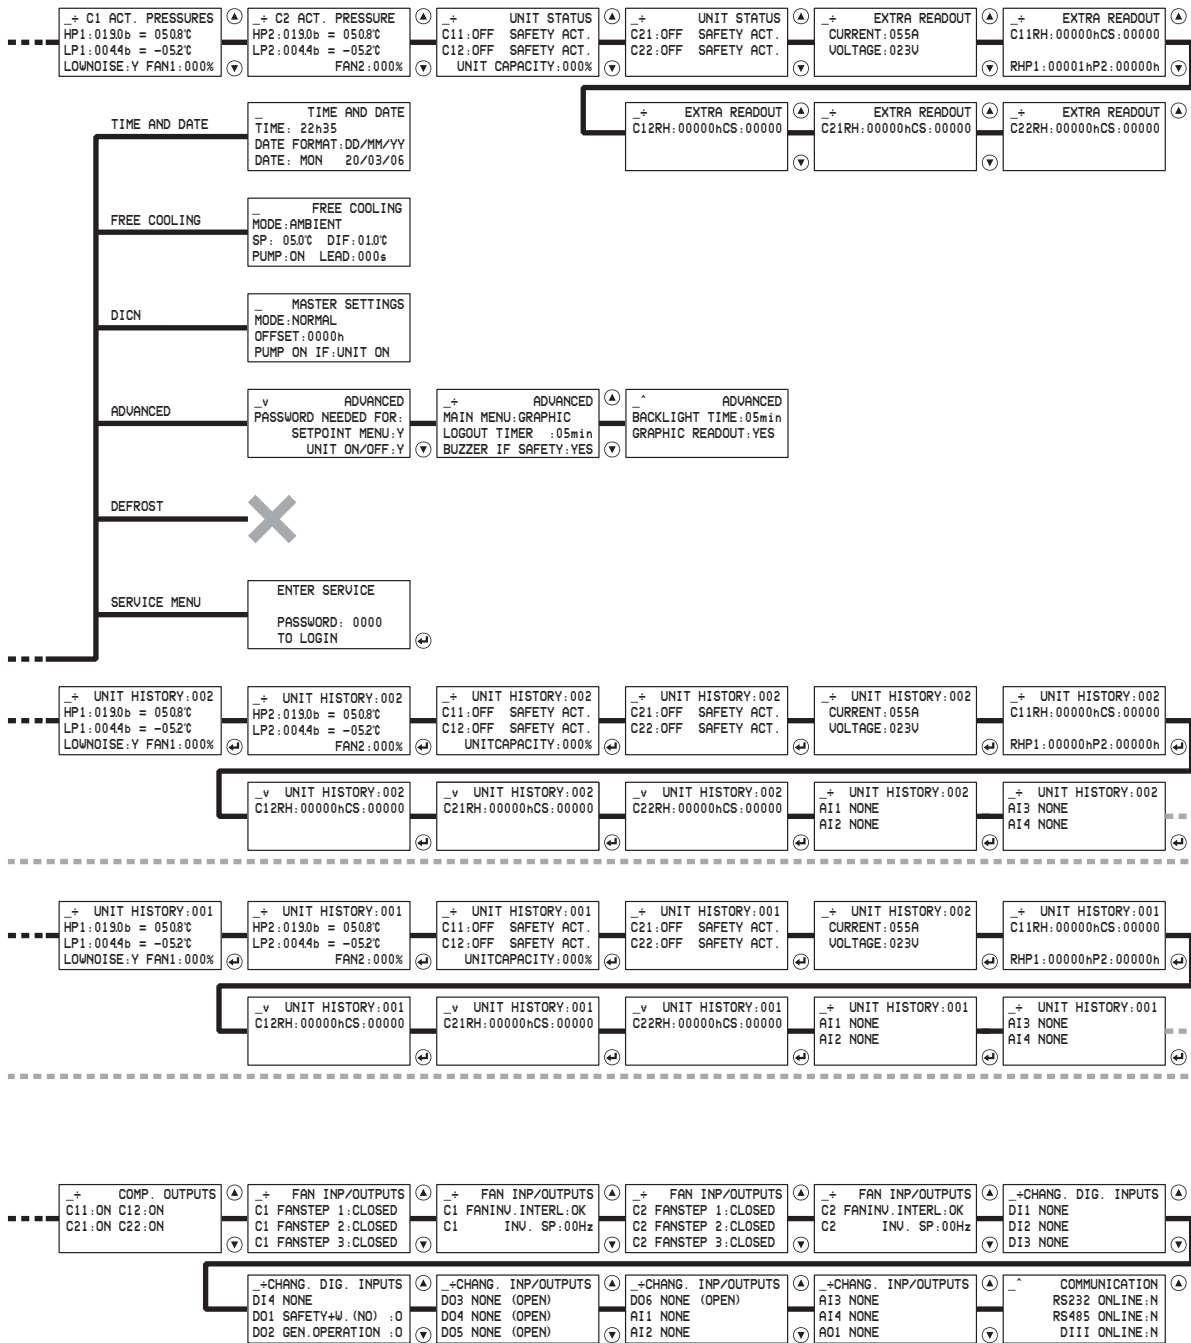 _÷ C1 ACT. PRESSURES
HP1:019.0b = 050.8℃
LP1:004.4b = -05.2℃
LOWNOISE:Y FAN1:000%
_÷ C2 ACT. PRESSURE
HP2:019.0b = 050.8℃
LP2:004.4b = -05.2℃
FAN2:000%
_÷ UNIT STATUS
C11:OFF SAFETY ACT.
C12:OFF SAFETY ACT.
UNIT CAPACITY:000%
_÷ UNIT STATUS
C21:OFF SAFETY ACT.
C22:OFF SAFETY ACT.
_÷ EXTRA READOUT
CURRENT:055A
VOLTAGE:023V
_÷ EXTRA READOUT
C11RH:00000hCS:00000
RHP1:00001hP2:00000h
_÷ EXTRA READOUT
C12RH:00000hCS:00000
_÷ EXTRA READOUT
C21RH:00000hCS:00000
_÷ EXTRA READOUT
C22RH:00000hCS:00000
TIME AND DATE
_ TIME AND DATE
TIME: 22h35
DATE FORMAT:DD/MM/YY
DATE: MON 20/03/06
FREE COOLING
_ FREE COOLING
MODE:AMBIENT
SP: 05.0℃ DIF:01.0℃
PUMP:ON LEAD:000s
DICN
_ MASTER SETTINGS
MODE:NORMAL
OFFSET:0000h
PUMP ON IF:UNIT ON
ADVANCED
_v ADVANCED
PASSWORD NEEDED FOR:
SETPOINT MENU:Y
UNIT ON/OFF:Y
_÷ ADVANCED
MAIN MENU:GRAPHIC
LOGOUT TIMER :05min
BUZZER IF SAFETY:YES
_^ ADVANCED
BACKLIGHT TIME:05min
GRAPHIC READOUT:YES
DEFROST
SERVICE MENU
ENTER SERVICE
PASSWORD: 0000
TO LOGIN
_÷ UNIT HISTORY:002
HP1:019.0b = 050.8℃
LP1:004.4b = -05.2℃
LOWNOISE:Y FAN1:000%
_÷ UNIT HISTORY:002
HP2:019.0b = 050.8℃
LP2:004.4b = -05.2℃
FAN2:000%
_÷ UNIT HISTORY:002
C11:OFF SAFETY ACT.
C12:OFF SAFETY ACT.
UNITCAPACITY:000%
_÷ UNIT HISTORY:002
C21:OFF SAFETY ACT.
C22:OFF SAFETY ACT.
_÷ UNIT HISTORY:002
CURRENT:055A
VOLTAGE:023V
_÷ UNIT HISTORY:002
C11RH:00000hCS:00000
RHP1:00000hP2:00000h
_v UNIT HISTORY:002
C12RH:00000hCS:00000
_v UNIT HISTORY:002
C21RH:00000hCS:00000
_v UNIT HISTORY:002
C22RH:00000hCS:00000
_÷ UNIT HISTORY:002
AI1 NONE
AI2 NONE
_÷ UNIT HISTORY:002
AI3 NONE
AI4 NONE
_÷ UNIT HISTORY:001
HP1:019.0b = 050.8℃
LP1:004.4b = -05.2℃
LOWNOISE:Y FAN1:000%
_÷ UNIT HISTORY:001
HP2:019.0b = 050.8℃
LP2:004.4b = -05.2℃
FAN2:000%
_÷ UNIT HISTORY:001
C11:OFF SAFETY ACT.
C12:OFF SAFETY ACT.
UNITCAPACITY:000%
_÷ UNIT HISTORY:001
C21:OFF SAFETY ACT.
C22:OFF SAFETY ACT.
_÷ UNIT HISTORY:002
CURRENT:055A
VOLTAGE:023V
_÷ UNIT HISTORY:001
C11RH:00000hCS:00000
RHP1:00000hP2:00000h
_v UNIT HISTORY:001
C12RH:00000hCS:00000
_v UNIT HISTORY:001
C21RH:00000hCS:00000
_v UNIT HISTORY:001
C22RH:00000hCS:00000
_÷ UNIT HISTORY:001
AI1 NONE
AI2 NONE
_÷ UNIT HISTORY:001
AI3 NONE
AI4 NONE
_÷ COMP. OUTPUTS
C11:ON C12:ON
C21:ON C22:ON
_÷ FAN INP/OUTPUTS
C1 FANSTEP 1:CLOSED
C1 FANSTEP 2:CLOSED
C1 FANSTEP 3:CLOSED
_÷ FAN INP/OUTPUTS
C1 FANINV.INTERL:OK
C1 INV. SP:00Hz
_÷ FAN INP/OUTPUTS
C2 FANSTEP 1:CLOSED
C2 FANSTEP 2:CLOSED
C2 FANSTEP 3:CLOSED
_÷ FAN INP/OUTPUTS
C2 FANINV.INTERL:OK
C2 INV. SP:00Hz
_÷CHANG. DIG. INPUTS
DI1 NONE
DI2 NONE
DI3 NONE
_÷CHANG. DIG. INPUTS
DI4 NONE
DO1 SAFETY+W.(NO) :O
DO2 GEN.OPERATION :O
_÷CHANG. INP/OUTPUTS
DO3 NONE (OPEN)
DO4 NONE (OPEN)
DO5 NONE (OPEN)
_÷CHANG. INP/OUTPUTS
DO6 NONE (OPEN)
AI1 NONE
AI2 NONE
_÷CHANG. INP/OUTPUTS
AI3 NONE
AI4 NONE
AO1 NONE
_^ COMMUNICATION
RS232 ONLINE:N
RS485 ONLINE:N
DIII ONLINE:N